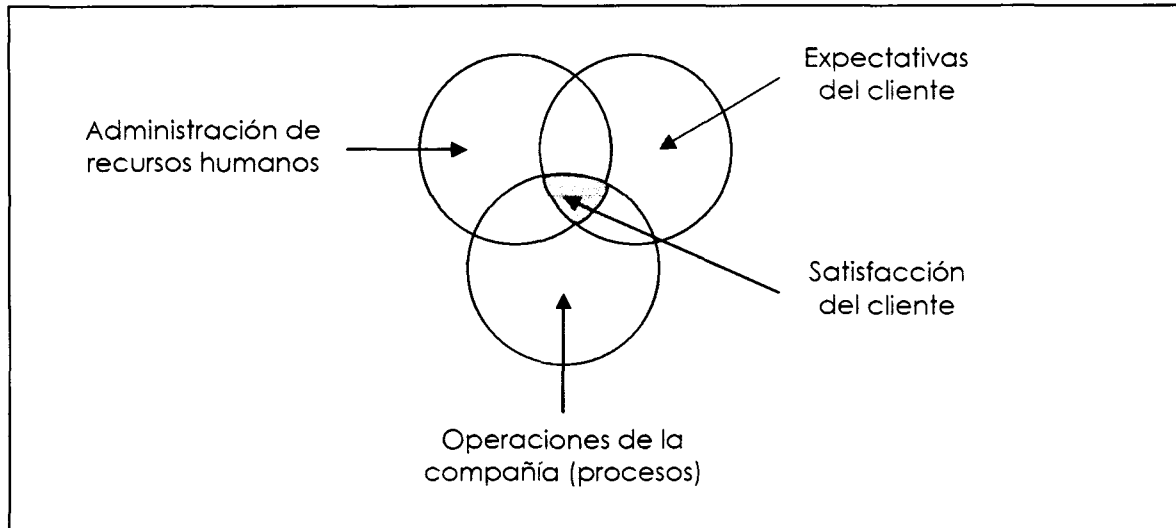 Expectativas
del cliente
Administración de
recursos humanos
Satisfacción
del cliente
Operaciones de la
compañía (procesos)